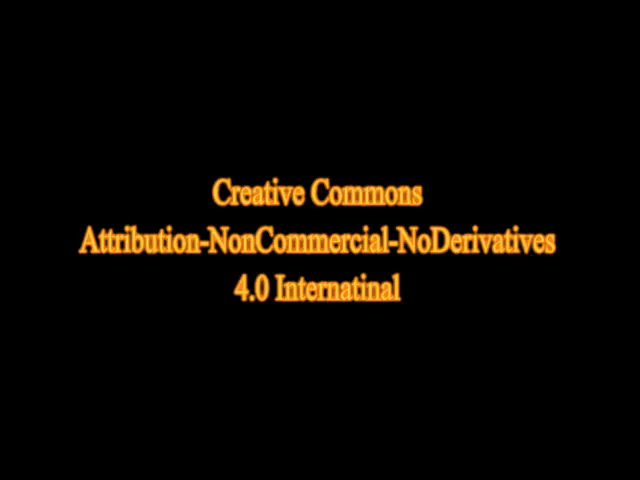 Creative Commons
Attribution-NonCommercial-NoDerivatives
4.0 Internatinal